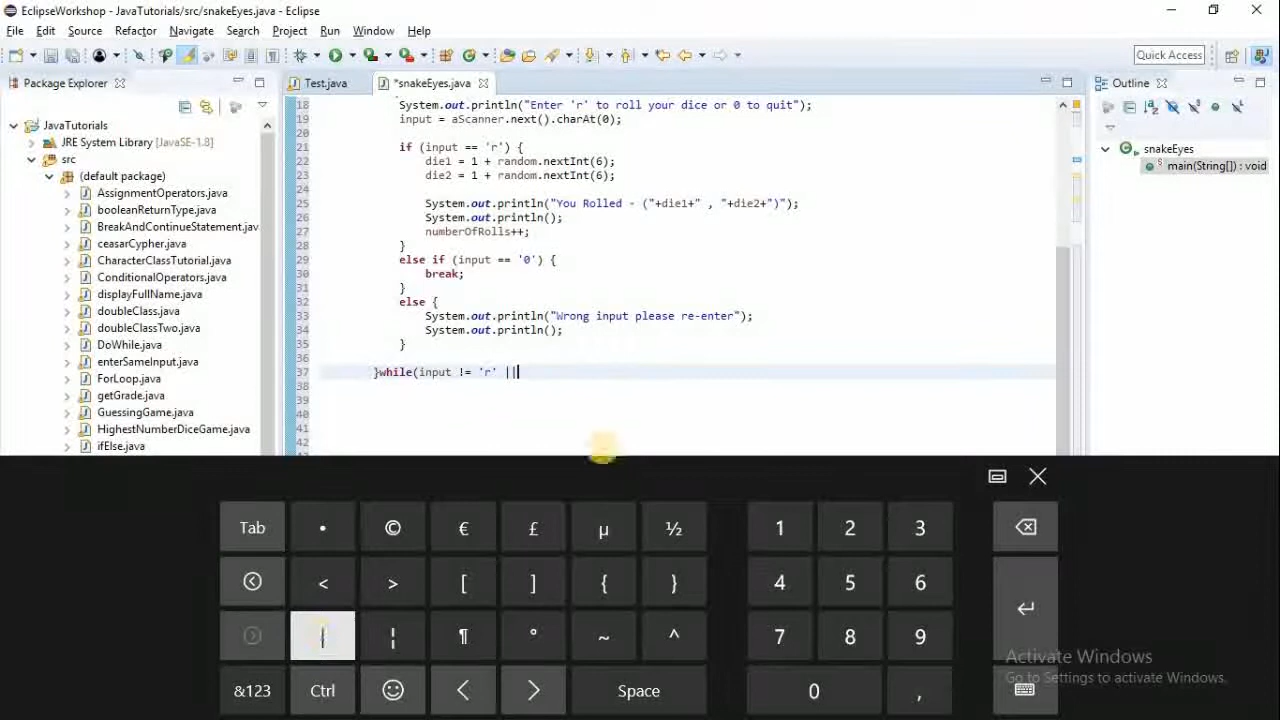 EclipseWorkshop - JavaTutorials/src/snakeEyes.java - Eclipse
File Edit Source Refactor Navigate Search Project Run Window Help
Quick Access
Package Explorer
Test.java
*snakeEyes.java
Outline
JavaTutorials
JRE System Library [JavaSE-1.8]
src
(default package)
AssignmentOperators.java
booleanReturnType.java
BreakAndContinueStatement.jav
ceasarCypher.java
CharacterClassTutorial.java
ConditionalOperators.java
displayFullName.java
doubleClass.java
doubleClassTwo.java
DoWhile.java
enterSameInput.java
ForLoop.java
getGrade.java
GuessingGame.java
HighestNumberDiceGame.java
ifElse.java
18 System.out.println("Enter 'r' to roll your dice or 0 to quit");
19 input = aScanner.next().charAt(0);
20
21 if (input == 'r') {
22 die1 = 1 + random.nextInt(6);
23 die2 = 1 + random.nextInt(6);
24
25 System.out.println("You Rolled - ("+die1+" , "+die2+")");
26 System.out.println();
27 numberOfRolls++;
28 }
29 else if (input == '0') {
30 break;
31 }
32 else {
33 System.out.println("Wrong input please re-enter");
34 System.out.println();
35 }
36
37 }while(input != 'r' ||
38
39
40
41
42
snakeEyes
main(String[]) : void
Tab • © € £ µ ½ 1 2 3
< > [ ] { } 4 5 6
| ¦ ¶ ° ~ ^ 7 8 9
&123 Ctrl Space 0 ,
Activate Windows
Go to Settings to activate Windows.